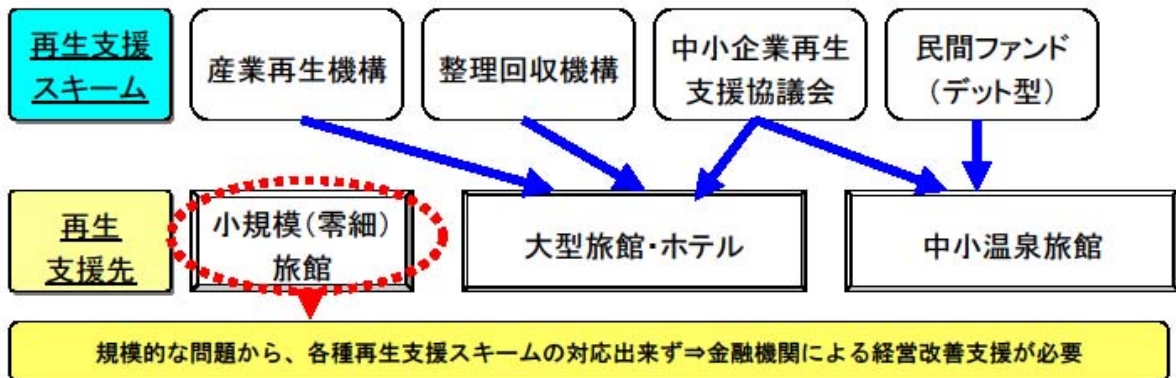 再生支援
スキーム
産業再生機構
整理回収機構
中小企業再生
支援協議会
民間ファンド
(デット型)
再生
支援先
小規模(零細)
旅館
大型旅館・ホテル
中小温泉旅館
規模的な問題から、各種再生支援スキームの対応出来ず⇒金融機関による経営改善支援が必要